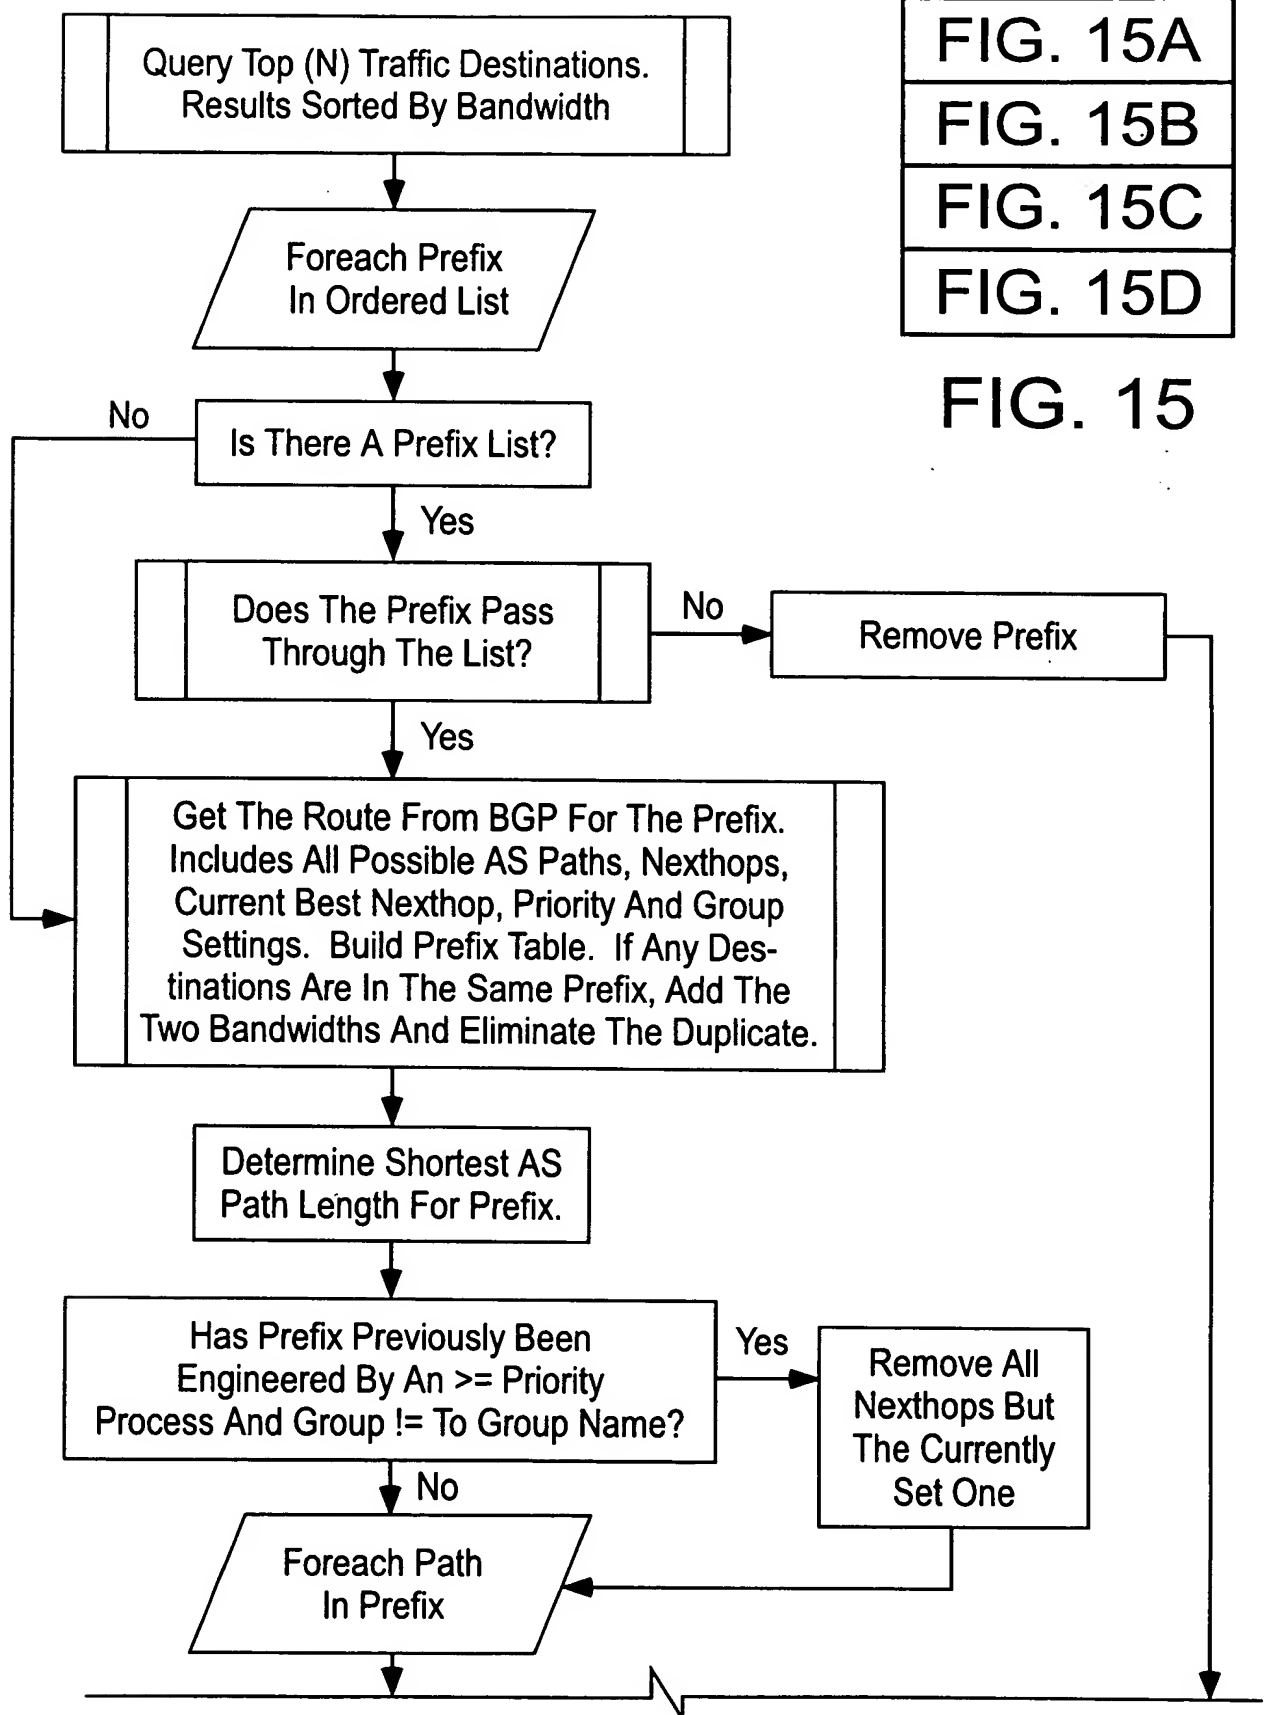 Query Top (N) Traffic Destinations.
Results Sorted By Bandwidth
FIG. 15A
FIG. 15B
FIG. 15C
FIG. 15D
FIG. 15
Foreach Prefix
In Ordered List
No
Is There A Prefix List?
Yes
Does The Prefix Pass
Through The List?
No
Remove Prefix
Yes
Get The Route From BGP For The Prefix.
Includes All Possible AS Paths, Nexthops,
Current Best Nexthop, Priority And Group
Settings. Build Prefix Table. If Any Des-
tinations Are In The Same Prefix, Add The
Two Bandwidths And Eliminate The Duplicate.
Determine Shortest AS
Path Length For Prefix.
Has Prefix Previously Been
Engineered By An >= Priority
Process And Group != To Group Name?
Yes
Remove All
Nexthops But
The Currently
Set One
No
Foreach Path
In Prefix